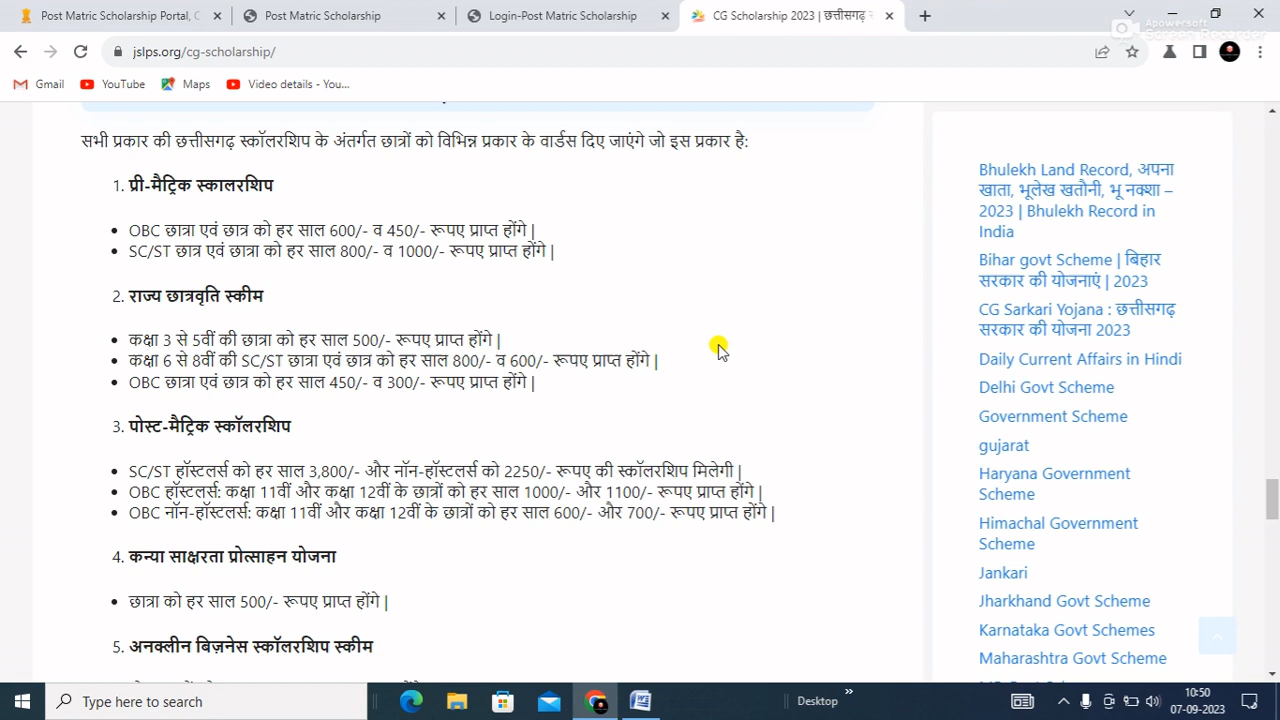 Post Matric Scholarship Portal, C
Post Matric Scholarship
Login-Post Matric Scholarship
CG Scholarship 2023 | छत्तीसगढ़
Apowersoft
Screen Recorder
jslps.org/cg-scholarship/
Gmail
YouTube
Maps
Video details - You...
सभी प्रकार की छत्तीसगढ़ स्कॉलरशिप के अंतर्गत छात्रों को विभिन्न प्रकार के वार्डस दिए जाएंगे जो इस प्रकार है:
1. प्री-मैट्रिक स्कालरशिप
• OBC छात्रा एवं छात्र को हर साल 600/- व 450/- रूपए प्राप्त होंगे |
• SC/ST छात्र एवं छात्रा को हर साल 800/- व 1000/- रूपए प्राप्त होंगे |
2. राज्य छात्रवृति स्कीम
• कक्षा 3 से 5वीं की छात्रा को हर साल 500/- रूपए प्राप्त होंगे |
• कक्षा 6 से 8वीं की SC/ST छात्रा एवं छात्र को हर साल 800/- व 600/- रूपए प्राप्त होंगे |
• OBC छात्रा एवं छात्र को हर साल 450/- व 300/- रूपए प्राप्त होंगे |
3. पोस्ट-मैट्रिक स्कॉलरशिप
• SC/ST हॉस्टलर्स को हर साल 3,800/- और नॉन-हॉस्टलर्स को 2250/- रूपए की स्कॉलरशिप मिलेगी |
• OBC हॉस्टलर्स: कक्षा 11वीं और कक्षा 12वीं के छात्रों को हर साल 1000/- और 1100/- रूपए प्राप्त होंगे |
• OBC नॉन-हॉस्टलर्स: कक्षा 11वीं और कक्षा 12वीं के छात्रों को हर साल 600/- और 700/- रूपए प्राप्त होंगे |
4. कन्या साक्षरता प्रोत्साहन योजना
• छात्रा को हर साल 500/- रूपए प्राप्त होंगे |
5. अनक्लीन बिज़नेस स्कॉलरशिप स्कीम
Bhulekh Land Record, अपना
खाता, भूलेख खतौनी, भू नक्शा –
2023 | Bhulekh Record in
India
Bihar govt Scheme | बिहार
सरकार की योजनाएं | 2023
CG Sarkari Yojana : छत्तीसगढ़
सरकार की योजना 2023
Daily Current Affairs in Hindi
Delhi Govt Scheme
Government Scheme
gujarat
Haryana Government
Scheme
Himachal Government
Scheme
Jankari
Jharkhand Govt Scheme
Karnataka Govt Schemes
Maharashtra Govt Scheme
Type here to search
Desktop
10:50
07-09-2023